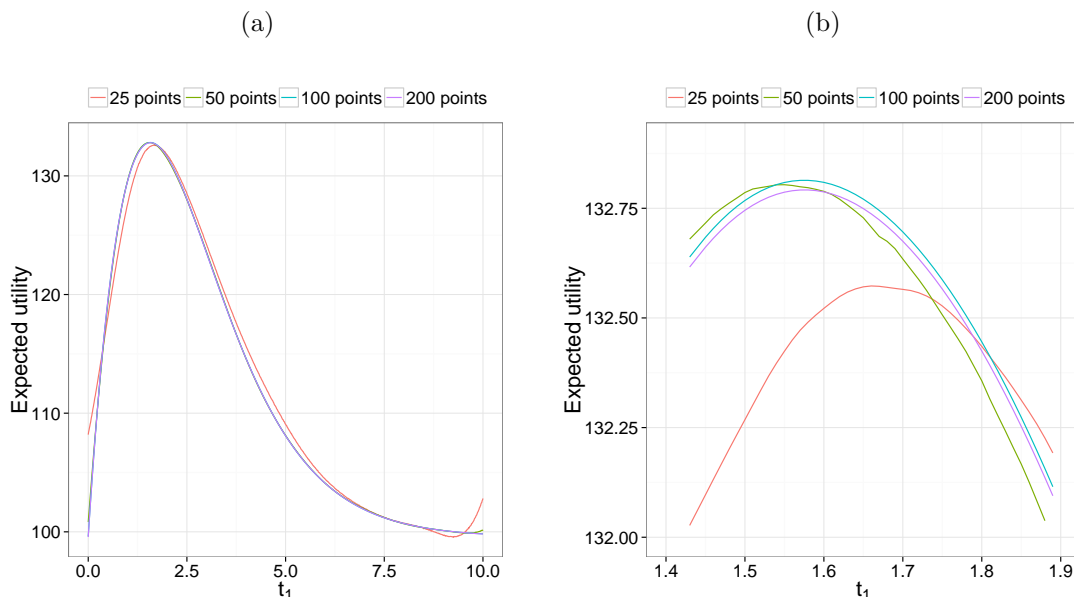 (a)
25 points 50 points 100 points 200 points
Expected utility
130
120
110
100
0.0 2.5 5.0 7.5 10.0
t1
(b)
25 points 50 points 100 points 200 points
Expected utility
132.75
132.50
132.25
132.00
1.4 1.5 1.6 1.7 1.8 1.9
t1